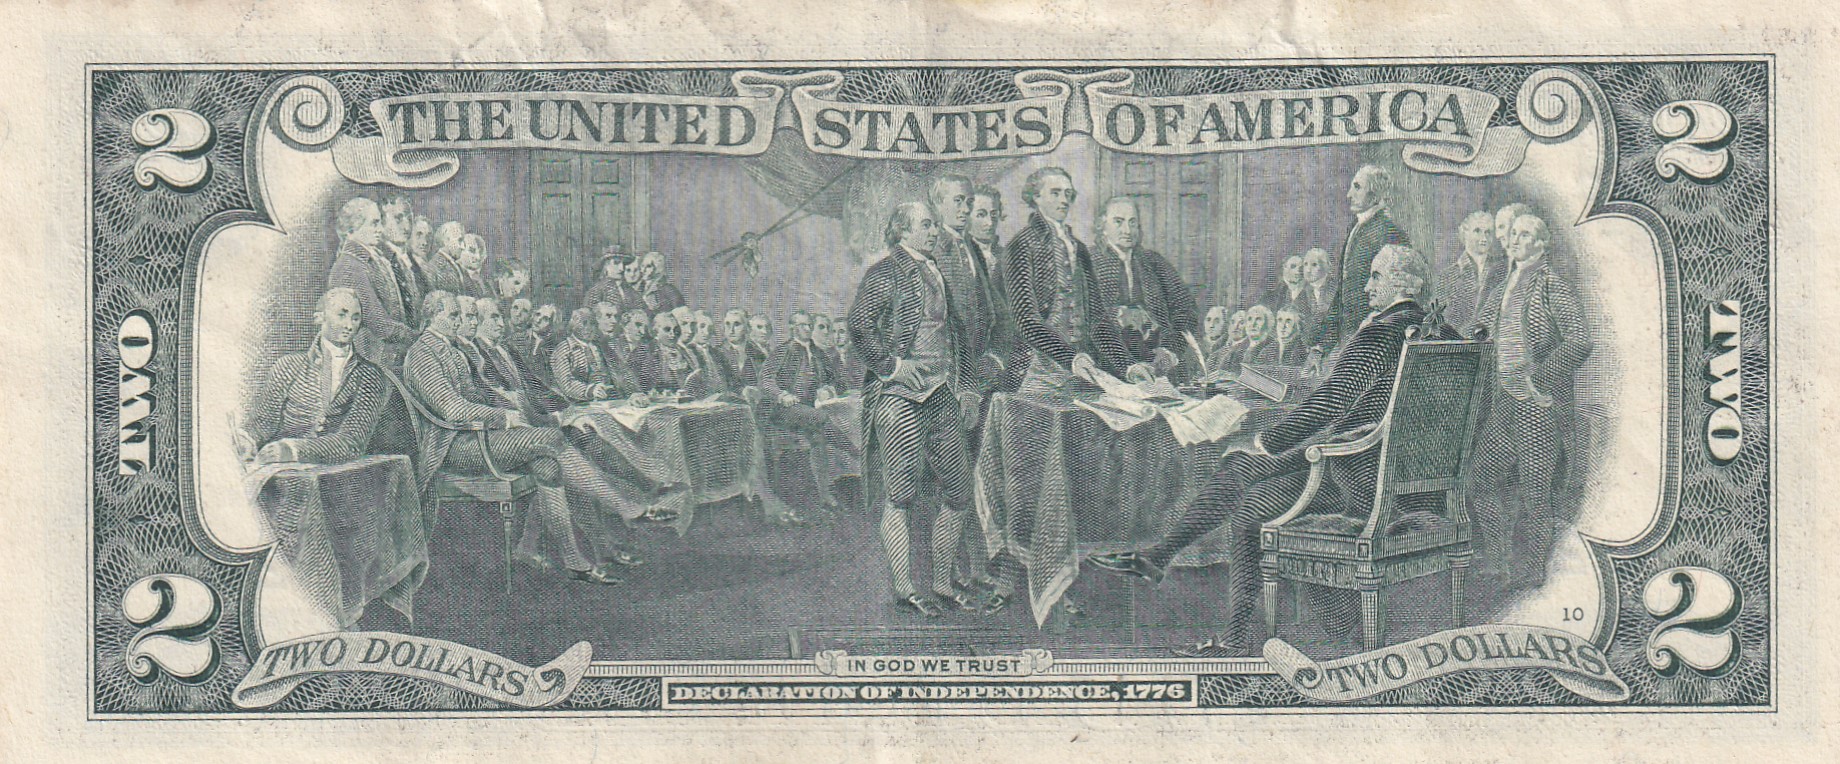 THE UNITED STATES OF AMERICA
2
2
TWO
TWO
2
2
10
TWO DOLLARS
TWO DOLLARS
IN GOD WE TRUST
DECLARATION OF INDEPENDENCE, 1776